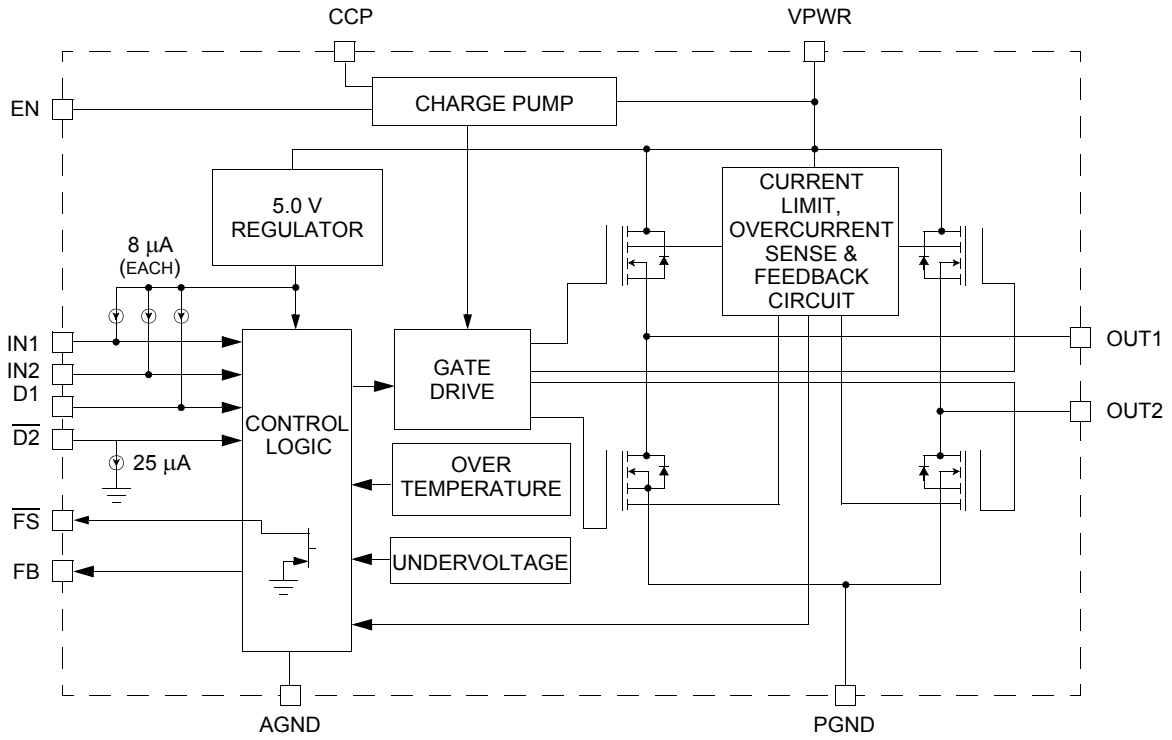 CCP
VPWR
EN
CHARGE PUMP
5.0 V
REGULATOR
CURRENT
LIMIT,
OVERCURRENT
SENSE &
FEEDBACK
CIRCUIT
8 µA
(EACH)
IN1
IN2
D1
D2
25 µA
FS
FB
CONTROL
LOGIC
GATE
DRIVE
OVER
TEMPERATURE
UNDERVOLTAGE
OUT1
OUT2
AGND
PGND